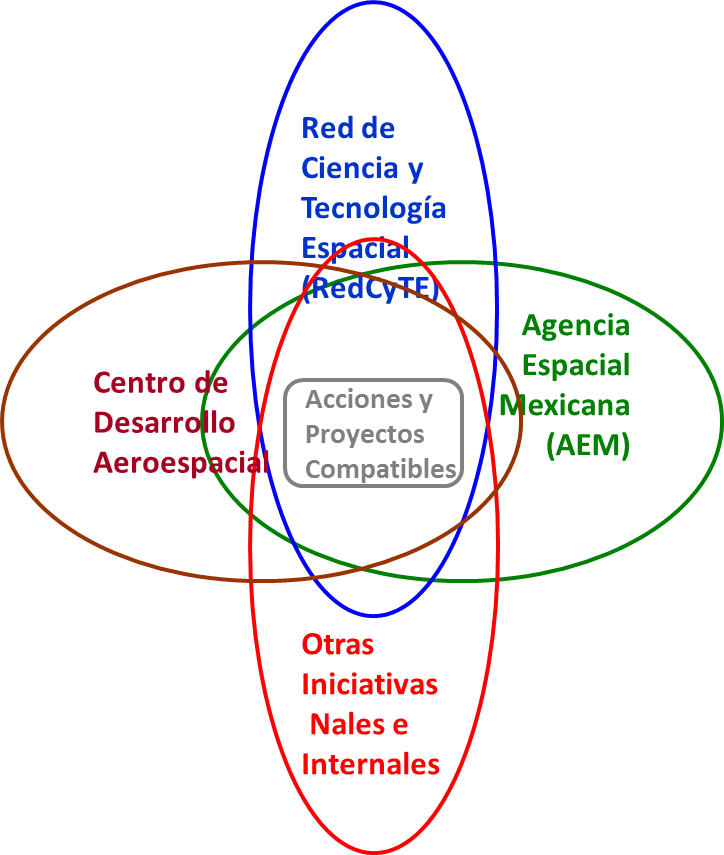 Red de
Ciencia y
Tecnología
Espacial
(RedCyTE)
Agencia
Espacial
Mexicana
(AEM)
Centro de
Desarrollo
Aeroespacial
Acciones y
Proyectos
Compatibles
Otras
Iniciativas
Nales e
Internales